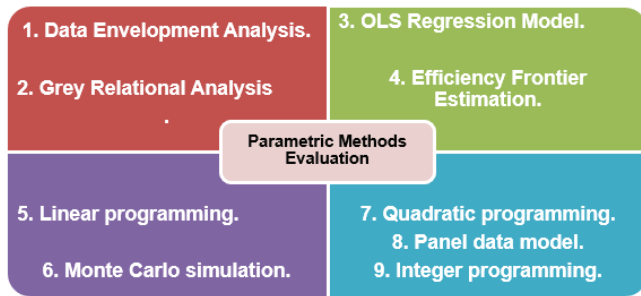 1. Data Envelopment Analysis.
2. Grey Relational Analysis
.
3. OLS Regression Model.
4. Efficiency Frontier
Estimation.
Parametric Methods
Evaluation
5. Linear programming.
6. Monte Carlo simulation.
7. Quadratic programming.
8. Panel data model.
9. Integer programming.